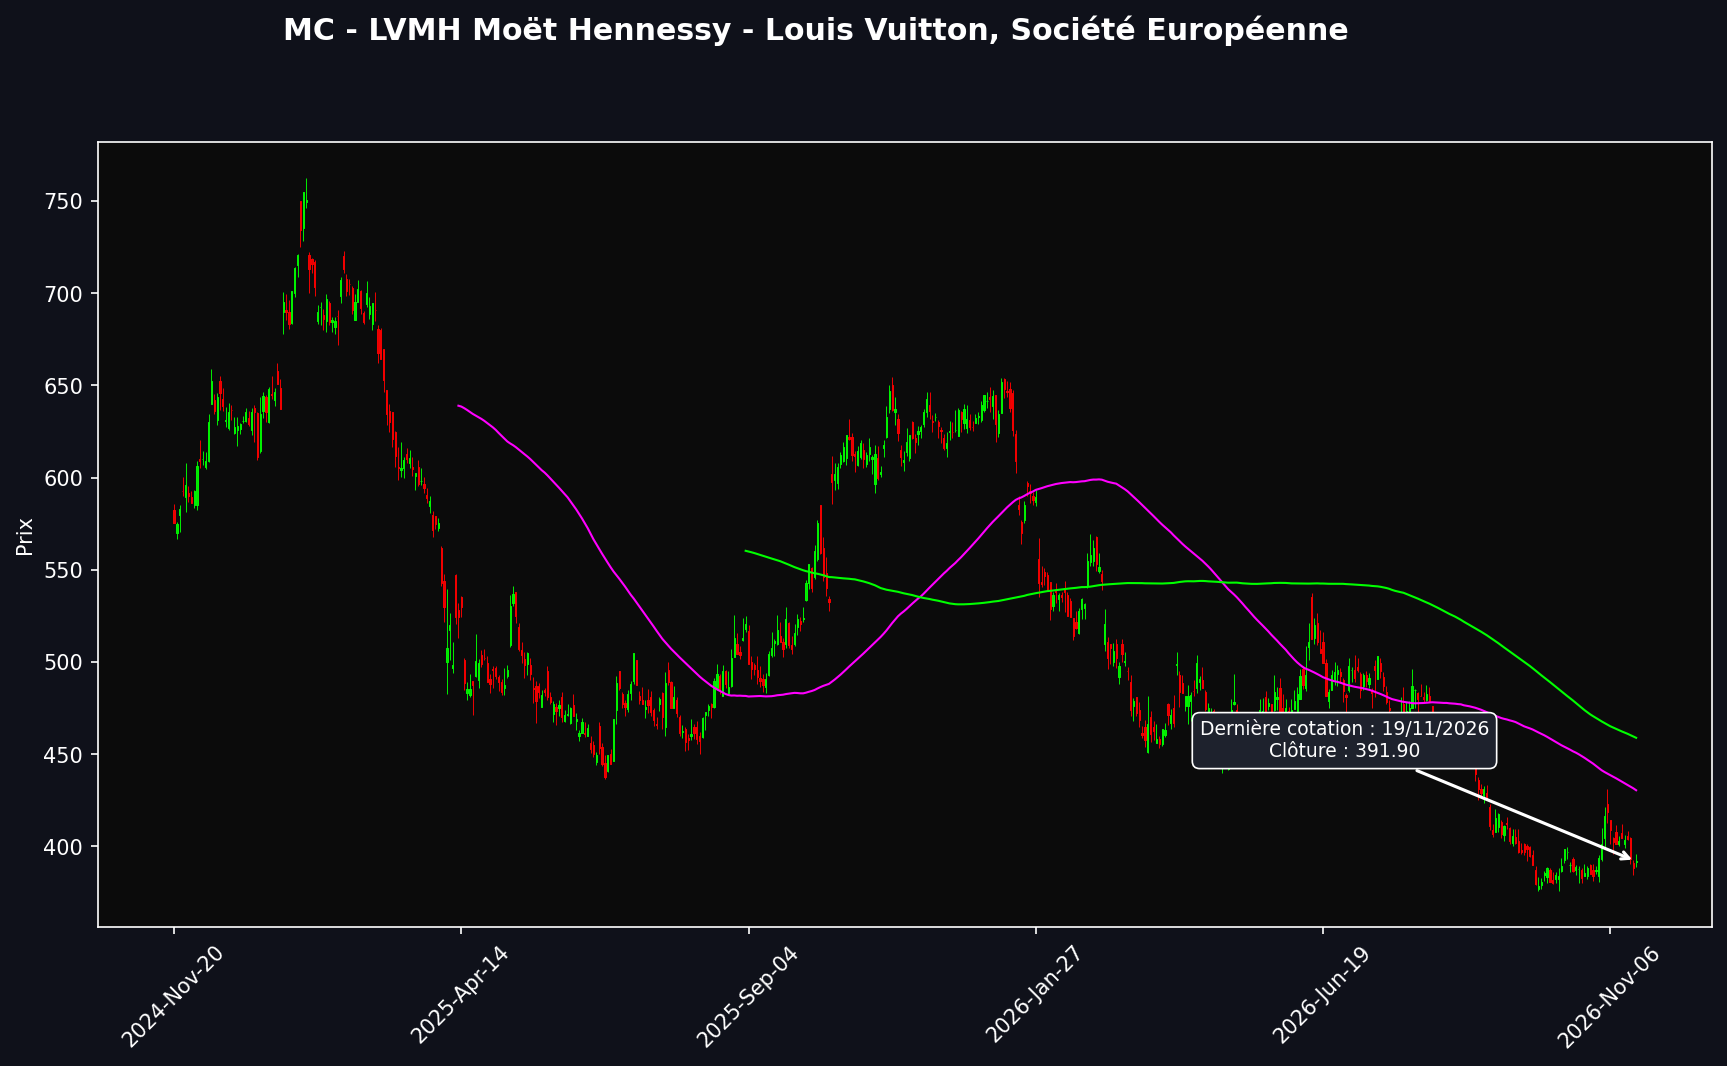 MC - LVMH Moët Hennessy - Louis Vuitton, Société Européenne
Prix
750
700
650
600
550
500
450
400
Dernière cotation : 19/11/2026
Clôture : 391.90
2024-Nov-20
2025-Apr-14
2025-Sep-04
2026-Jan-27
2026-Jun-19
2026-Nov-06